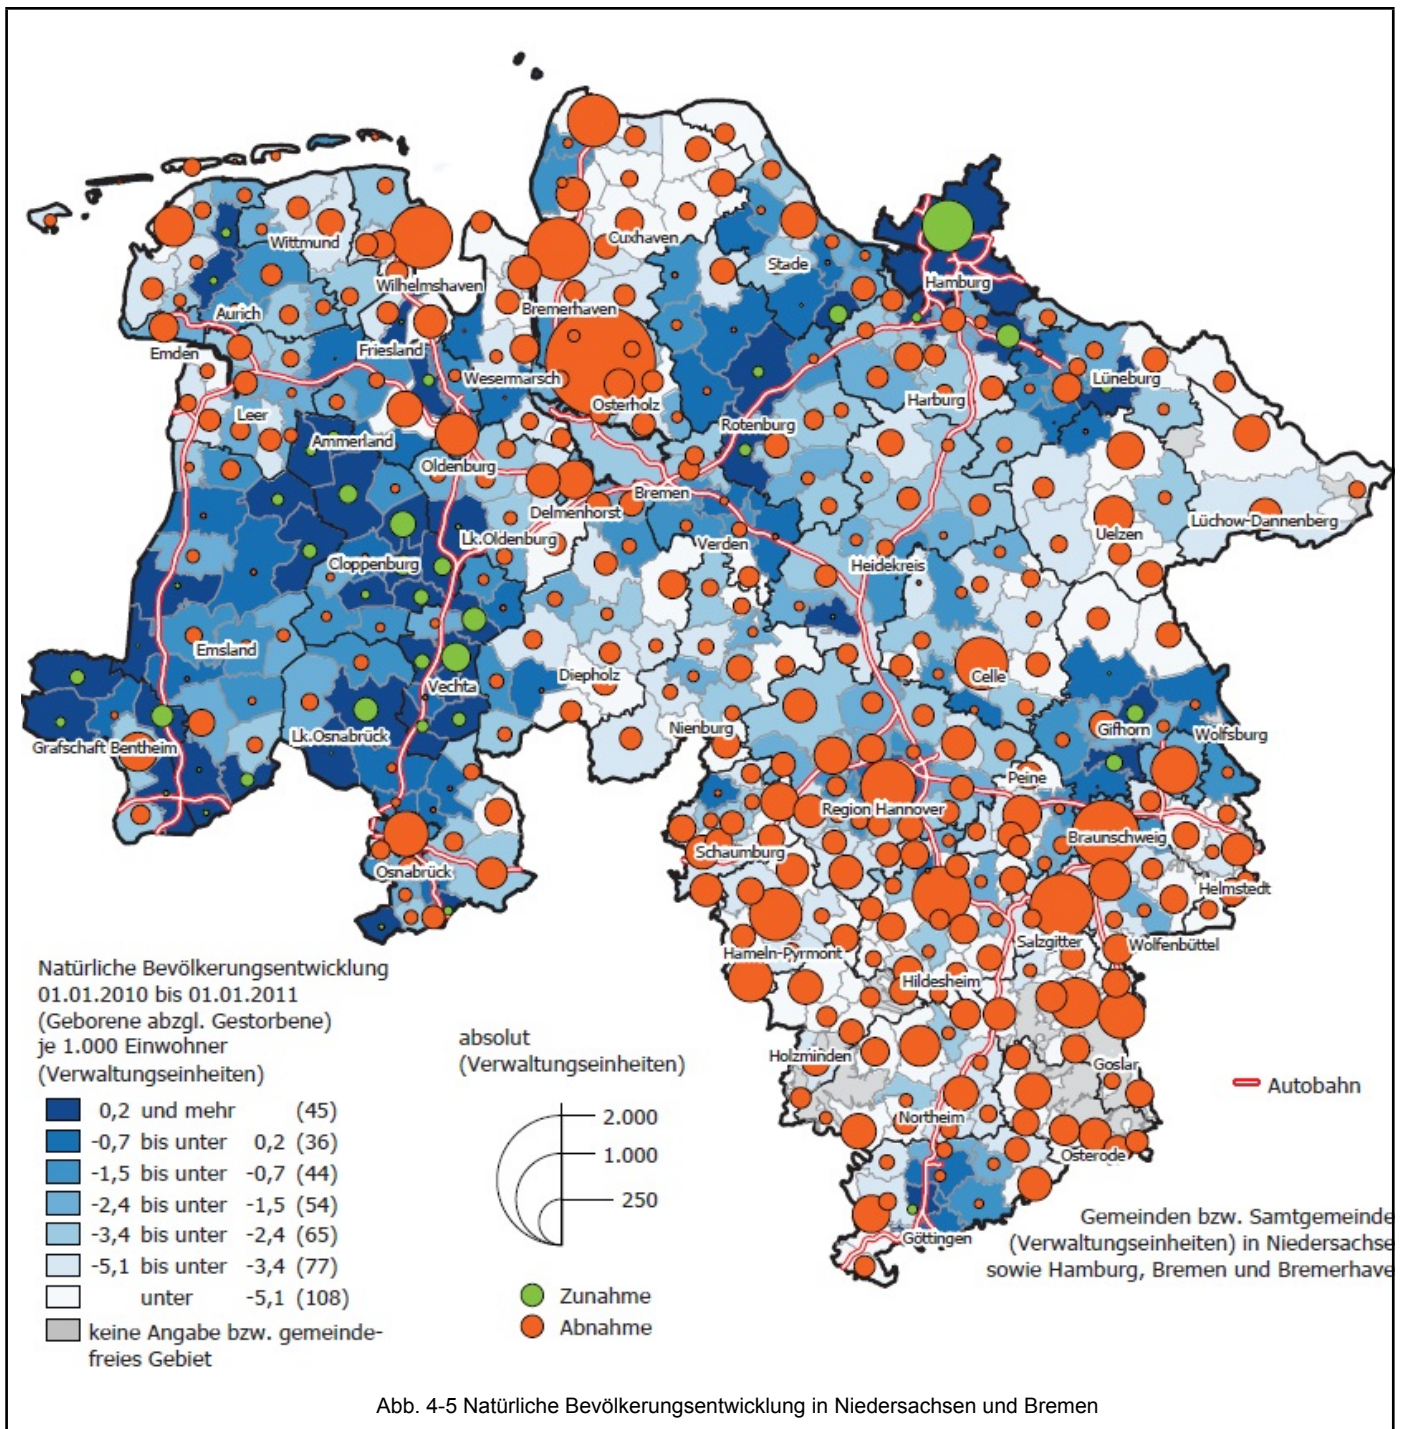 Wittmund
Cuxhaven
Stade
Hamburg
Wilhelmshaven
Aurich
Bremerhaven
Emden
Friesland
Wesermarsch
Lüneburg
Osterholz
Harburg
Leer
Ammerland
Rotenburg
Oldenburg
Bremen
Delmenhorst
Lüchow-Dannenberg
Uelzen
Lk.Oldenburg
Verden
Cloppenburg
Heidekreis
Emsland
Diepholz
Celle
Vechta
Nienburg
Gifhorn
Wolfsburg
Lk.Osnabrück
Grafschaft Bentheim
Peine
Region Hannover
Braunschweig
Schaumburg
Osnabrück
Helmstedt
Salzgitter
Wolfenbüttel
Hameln-Pyrmont
Hildesheim
Holzminden
Goslar
Northeim
Osterode
Göttingen
Natürliche Bevölkerungsentwicklung
01.01.2010 bis 01.01.2011
(Geborene abzgl. Gestorbene)
je 1.000 Einwohner
(Verwaltungseinheiten)
0,2 und mehr (45)
-0,7 bis unter 0,2 (36)
-1,5 bis unter -0,7 (44)
-2,4 bis unter -1,5 (54)
-3,4 bis unter -2,4 (65)
-5,1 bis unter -3,4 (77)
unter -5,1 (108)
keine Angabe bzw. gemeinde-
freies Gebiet
absolut
(Verwaltungseinheiten)
2.000
1.000
250
Zunahme
Abnahme
Autobahn
Gemeinden bzw. Samtgemeinde
(Verwaltungseinheiten) in Niedersachse
sowie Hamburg, Bremen und Bremerhave
Abb. 4-5 Natürliche Bevölkerungsentwicklung in Niedersachsen und Bremen